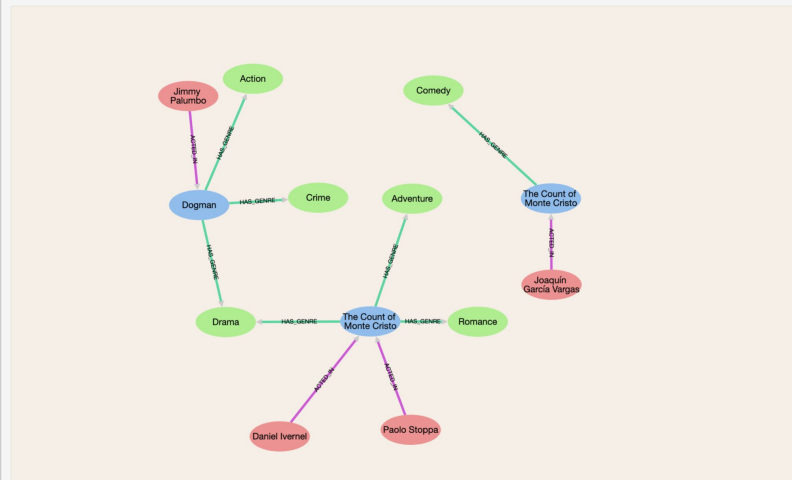 Action
Jimmy
Palumbo
Comedy
ACTED_IN
HAS_GENRE
HAS_GENRE
Dogman
HAS_GENRE
Crime
Adventure
The Count of
Monte Cristo
HAS_GENRE
HAS_GENRE
ACTED_IN
Joaquín
García Vargas
Drama
HAS_GENRE
The Count of
Monte Cristo
HAS_GENRE
Romance
ACTED_IN
ACTED_IN
Daniel Ivernel
Paolo Stoppa